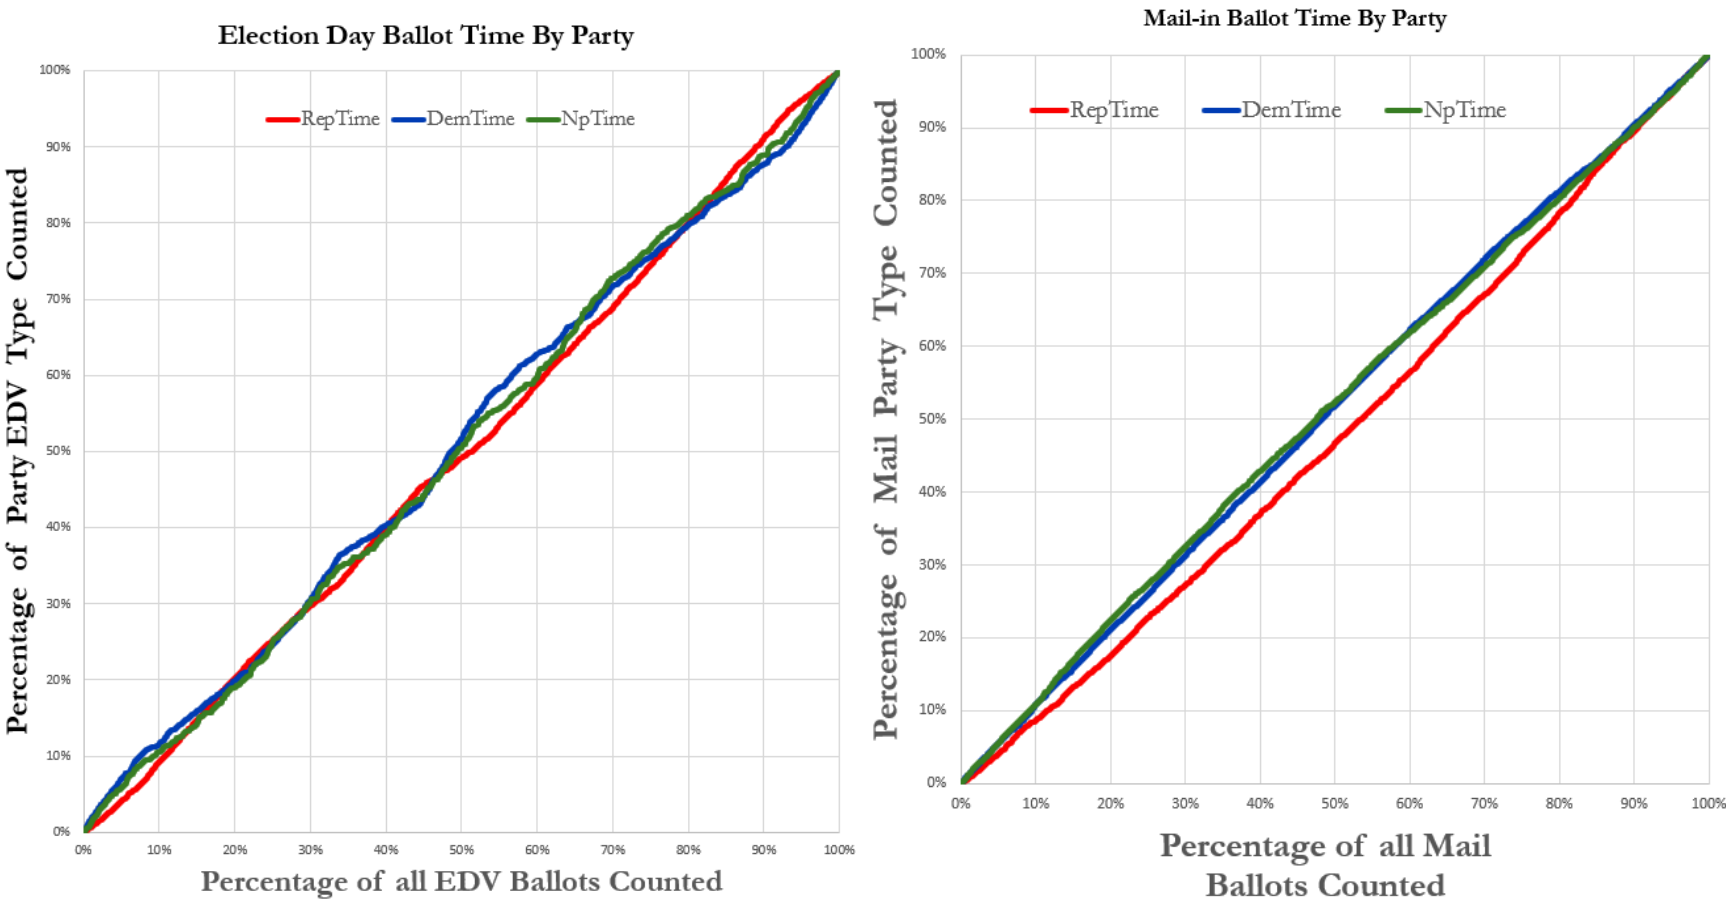 Election Day Ballot Time By Party
RepTime DemTime NpTime
Percentage of Party EDV Type Counted
100%
90%
80%
70%
60%
50%
40%
30%
20%
10%
0%
0% 10% 20% 30% 40% 50% 60% 70% 80% 90% 100%
Percentage of all EDV Ballots Counted
Mail-in Ballot Time By Party
RepTime DemTime NpTime
Percentage of Mail Party Type Counted
100%
90%
80%
70%
60%
50%
40%
30%
20%
10%
0%
0% 10% 20% 30% 40% 50% 60% 70% 80% 90% 100%
Percentage of all Mail
Ballots Counted